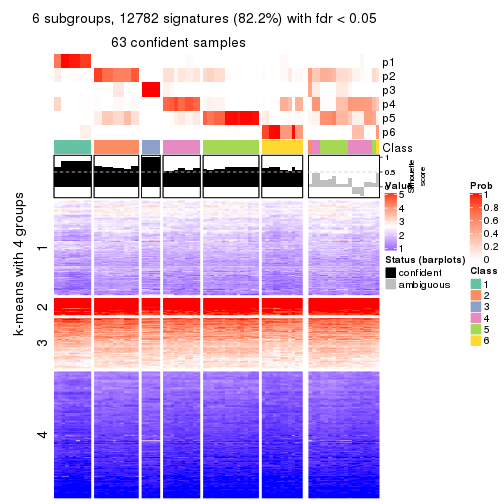 6 subgroups, 12782 signatures (82.2%) with fdr < 0.05
63 confident samples
p1
p2
p3
p4
p5
p6
Class
1
0.5
0
Silhouette
score
k-means with 4 groups
1
2
3
4
Value
5
4
3
2
1
Status (barplots)
confident
ambiguous
Prob
1
0.8
0.6
0.4
0.2
0
Class
1
2
3
4
5
6